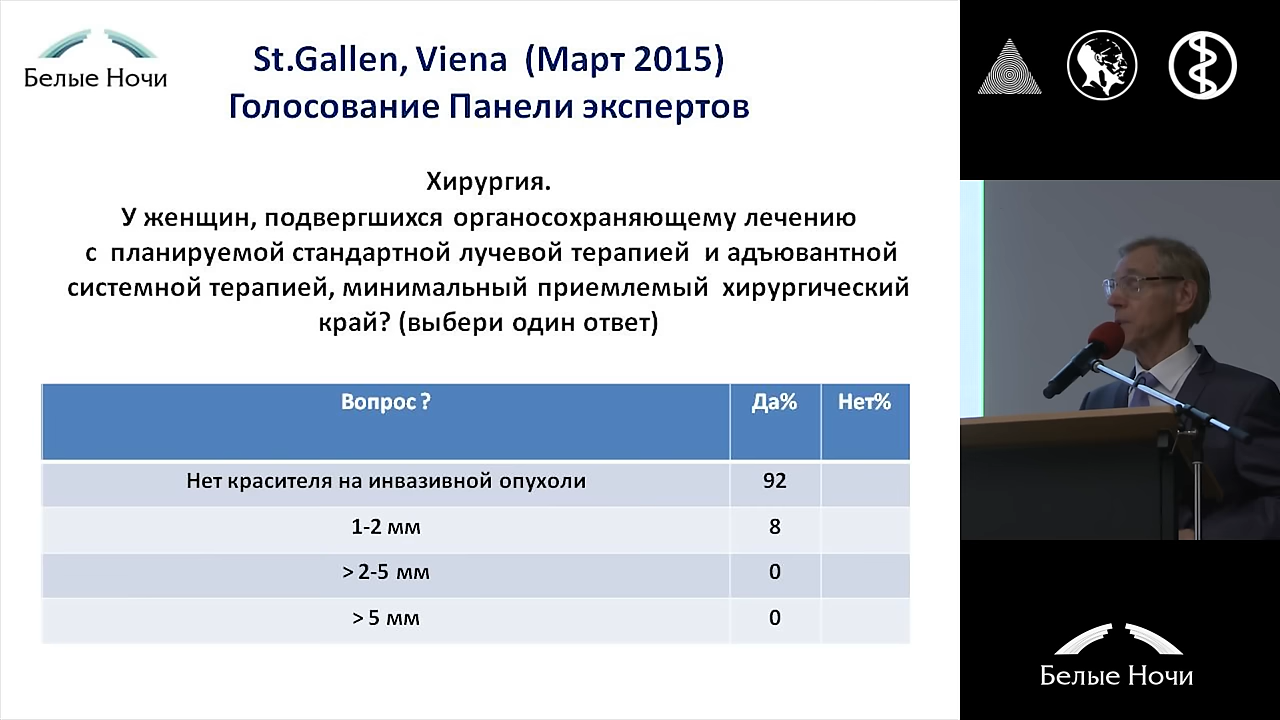 Белые Ночи
St.Gallen, Viena (Март 2015)
Голосование Панели экспертов
Хирургия.
У женщин, подвергшихся органосохраняющему лечению
с планируемой стандартной лучевой терапией и адъювантной
системной терапией, минимальный приемлемый хирургический
край? (выбери один ответ)
Вопрос ? Да% Нет%
Нет красителя на инвазивной опухоли 92
1-2 мм 8
> 2-5 мм 0
> 5 мм 0
Белые Ночи